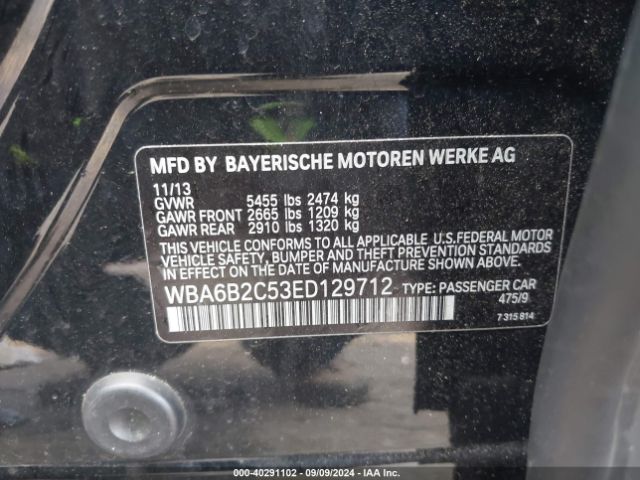 MFD BY BAYERISCHE MOTOREN WERKE AG
11/13
GVWR 5455 lbs 2474 kg
GAWR FRONT 2665 lbs 1209 kg
GAWR REAR 2910 lbs 1320 kg
THIS VEHICLE CONFORMS TO ALL APPLICABLE U.S.FEDERAL MOTOR
VEHICLE SAFETY, BUMPER AND THEFT PREVENTION STANDARDS
IN EFFECT ON THE DATE OF MANUFACTURE SHOWN ABOVE.
WBA6B2C53ED129712 TYPE: PASSENGER CAR
475/9
7 315 814
000-40291102 - 09/09/2024 - IAA Inc.